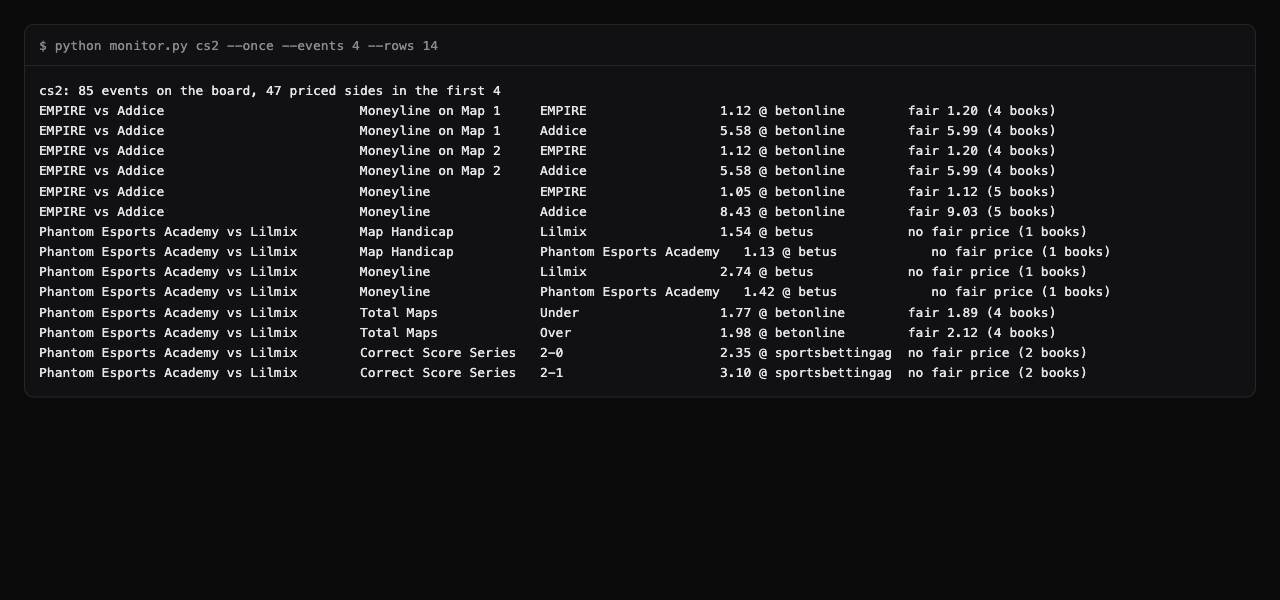 $ python monitor.py cs2 --once --events 4 --rows 14
cs2: 85 events on the board, 47 priced sides in the first 4
EMPIRE vs Addice Moneyline on Map 1 EMPIRE 1.12 @ betonline fair 1.20 (4 books)
EMPIRE vs Addice Moneyline on Map 1 Addice 5.58 @ betonline fair 5.99 (4 books)
EMPIRE vs Addice Moneyline on Map 2 EMPIRE 1.12 @ betonline fair 1.20 (4 books)
EMPIRE vs Addice Moneyline on Map 2 Addice 5.58 @ betonline fair 5.99 (4 books)
EMPIRE vs Addice Moneyline EMPIRE 1.05 @ betonline fair 1.12 (5 books)
EMPIRE vs Addice Moneyline Addice 8.43 @ betonline fair 9.03 (5 books)
Phantom Esports Academy vs Lilmix Map Handicap Lilmix 1.54 @ betus no fair price (1 books)
Phantom Esports Academy vs Lilmix Map Handicap Phantom Esports Academy 1.13 @ betus no fair price (1 books)
Phantom Esports Academy vs Lilmix Moneyline Lilmix 2.74 @ betus no fair price (1 books)
Phantom Esports Academy vs Lilmix Moneyline Phantom Esports Academy 1.42 @ betus no fair price (1 books)
Phantom Esports Academy vs Lilmix Total Maps Under 1.77 @ betonline fair 1.89 (4 books)
Phantom Esports Academy vs Lilmix Total Maps Over 1.98 @ betonline fair 2.12 (4 books)
Phantom Esports Academy vs Lilmix Correct Score Series 2-0 2.35 @ sportsbettingag no fair price (2 books)
Phantom Esports Academy vs Lilmix Correct Score Series 2-1 3.10 @ sportsbettingag no fair price (2 books)